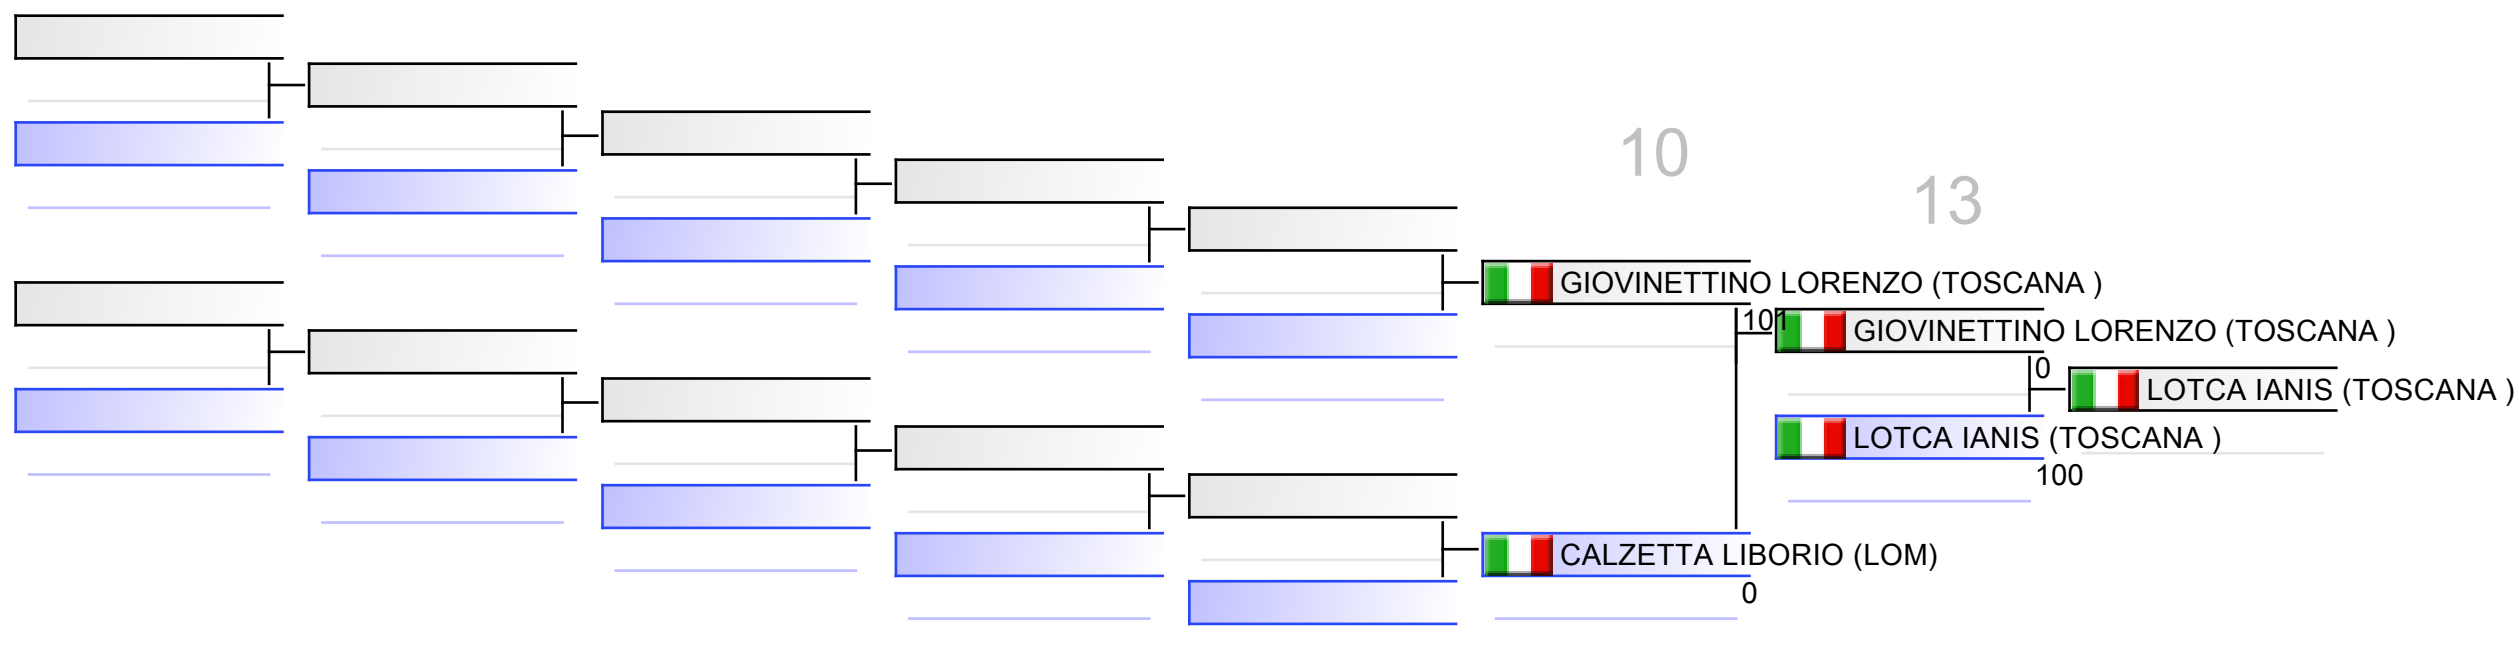 10
13
GIOVINETTINO LORENZO (TOSCANA )
101
GIOVINETTINO LORENZO (TOSCANA )
0
LOTCA IANIS (TOSCANA )
LOTCA IANIS (TOSCANA )
100
CALZETTA LIBORIO (LOM)
0